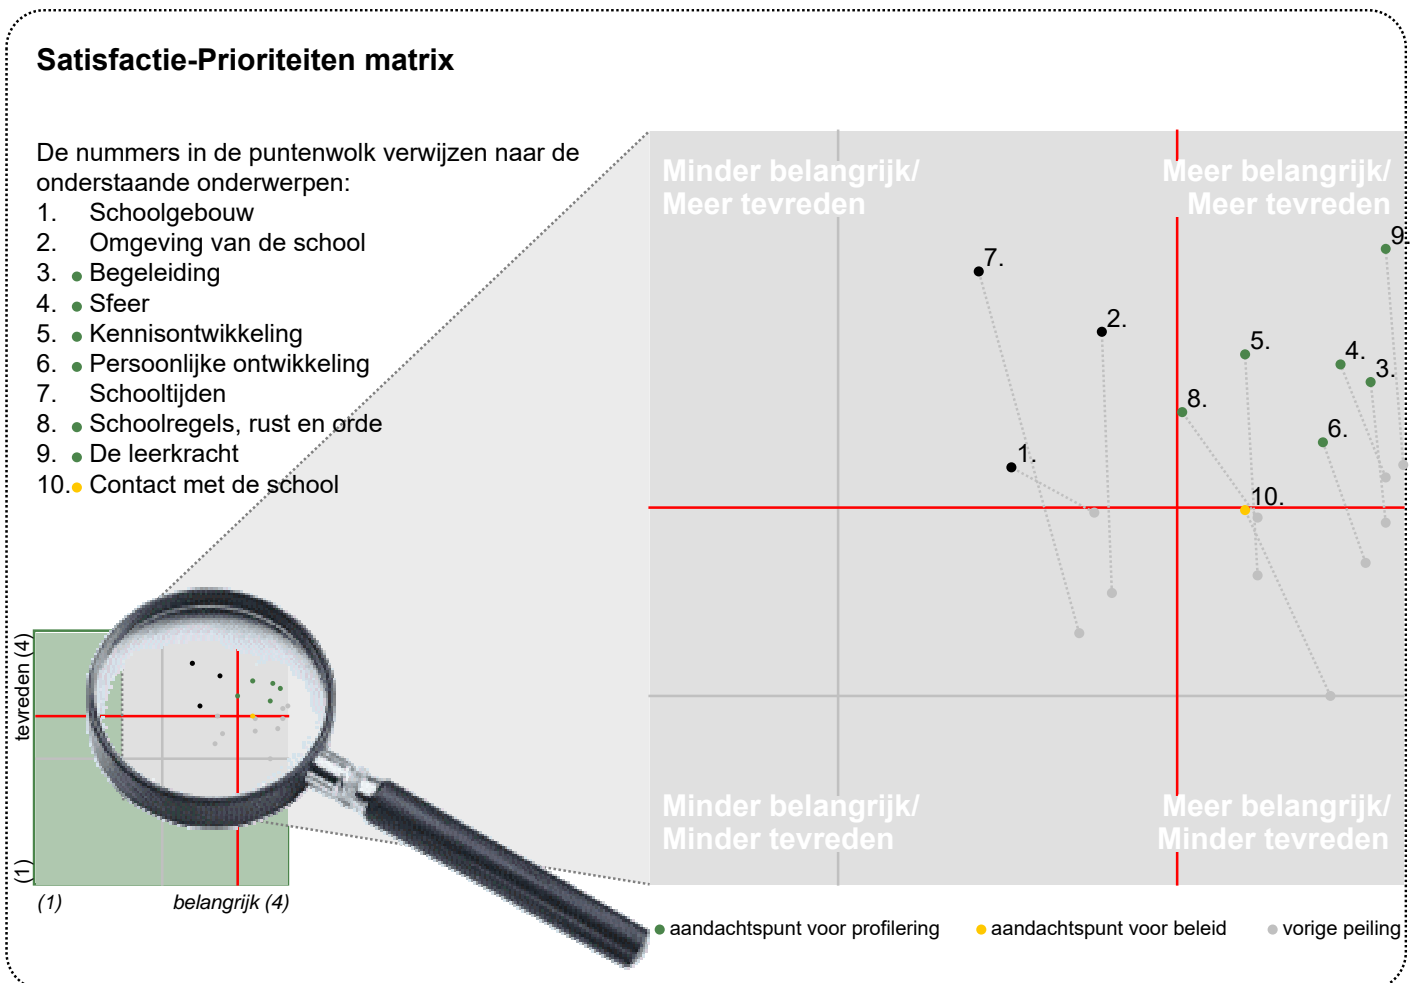 Satisfactie-Prioriteiten matrix
De nummers in de puntenwolk verwijzen naar de
onderstaande onderwerpen:
1. Schoolgebouw
2. Omgeving van de school
3. Begeleiding
4. Sfeer
5. Kennisontwikkeling
6. Persoonlijke ontwikkeling
7. Schooltijden
8. Schoolregels, rust en orde
9. De leerkracht
10. Contact met de school
Minder belangrijk/
Meer tevreden
Meer belangrijk/
Meer tevreden
9.
7.
2.
5.
4.
3.
8.
6.
1.
10.
Minder belangrijk/
Minder tevreden
Meer belangrijk/
Minder tevreden
tevreden (4)
(1)
(1)
belangrijk (4)
aandachtspunt voor profilering
aandachtspunt voor beleid
vorige peiling